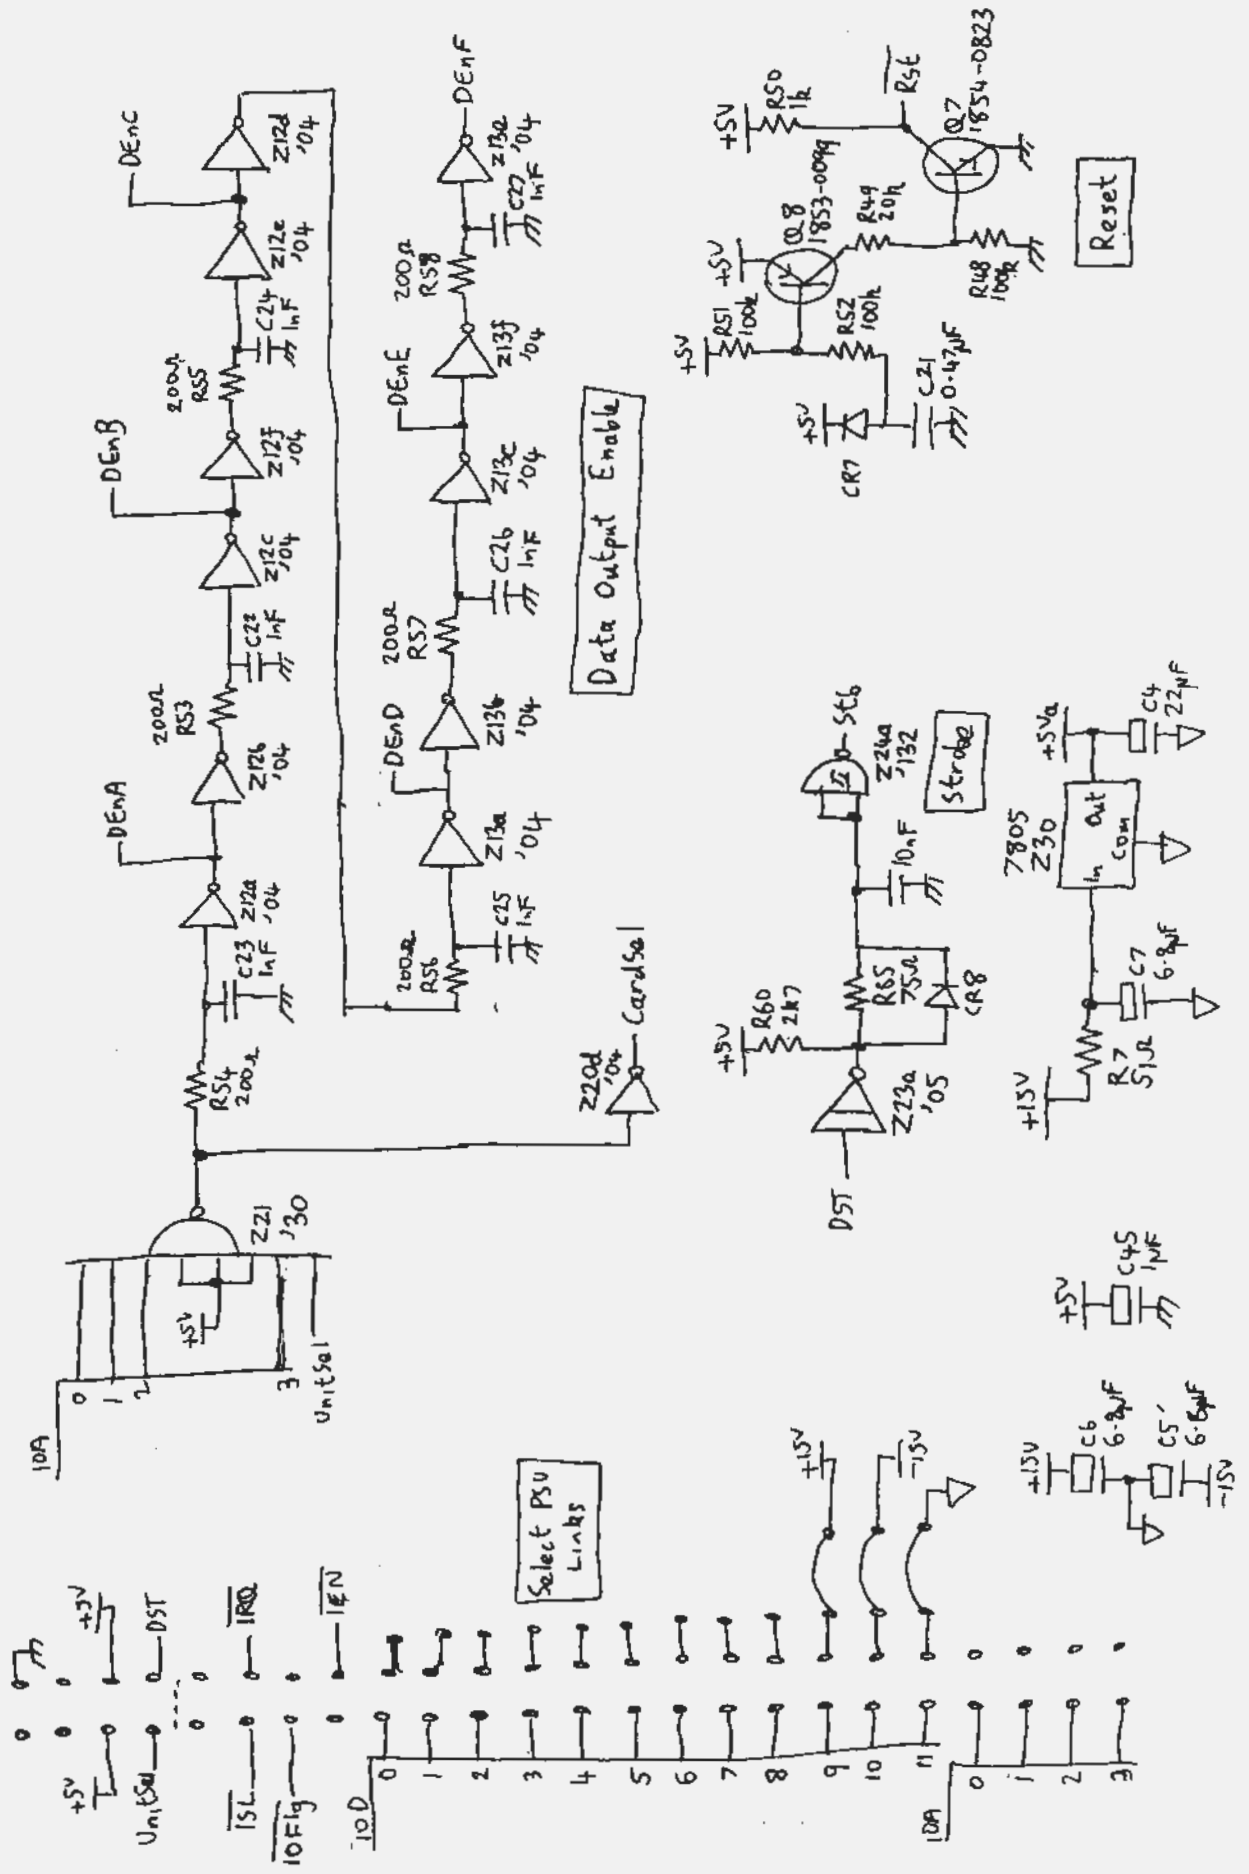 DEnA
DEnB
DEnC
R54
200Ω
C23
1nF
Z12a
'04
Z12b
'04
200Ω
R53
C22
1nF
Z12c
'04
Z12f
'04
200Ω
R55
C24
1nF
Z12e
'04
Z12d
'04
DEnD
DEnE
DEnF
200Ω
R56
C25
1nF
Z13a
'04
Z13b
'04
200Ω
R57
C26
1nF
Z13c
'04
Z13f
'04
200Ω
R58
C27
1nF
Z13e
'04
Data Output Enable
IOA
0
1
2
3
UnitSel
+5V
Z21
'30
Z20d
'04
CardSel
DST
Z23a
'05
+5V
R60
2k7
R65
75Ω
CR8
10nF
Z24a
'132
Stb
Strobe
+5V
R51
100k
R52
100k
+5V
CR7
C21
0.47µF
+5V
Q8
1853-0099
R49
20k
R48
100k
+5V
R50
1k
Rst
Q7
1854-0823
Reset
+15V
R7
51Ω
C7
6.8µF
7805
Z30
In
Out
Com
+5Va
C4
22µF
+5V
C45
1µF
+15V
C6
6.8µF
C5
6.8µF
-15V
Select PSU
Links
+15V
-15V
+5V
+5V
UnitSel
DST
ISL
IRQ
IOFlg
IEN
IOD
0
1
2
3
4
5
6
7
8
9
10
11
IOA
0
1
2
3